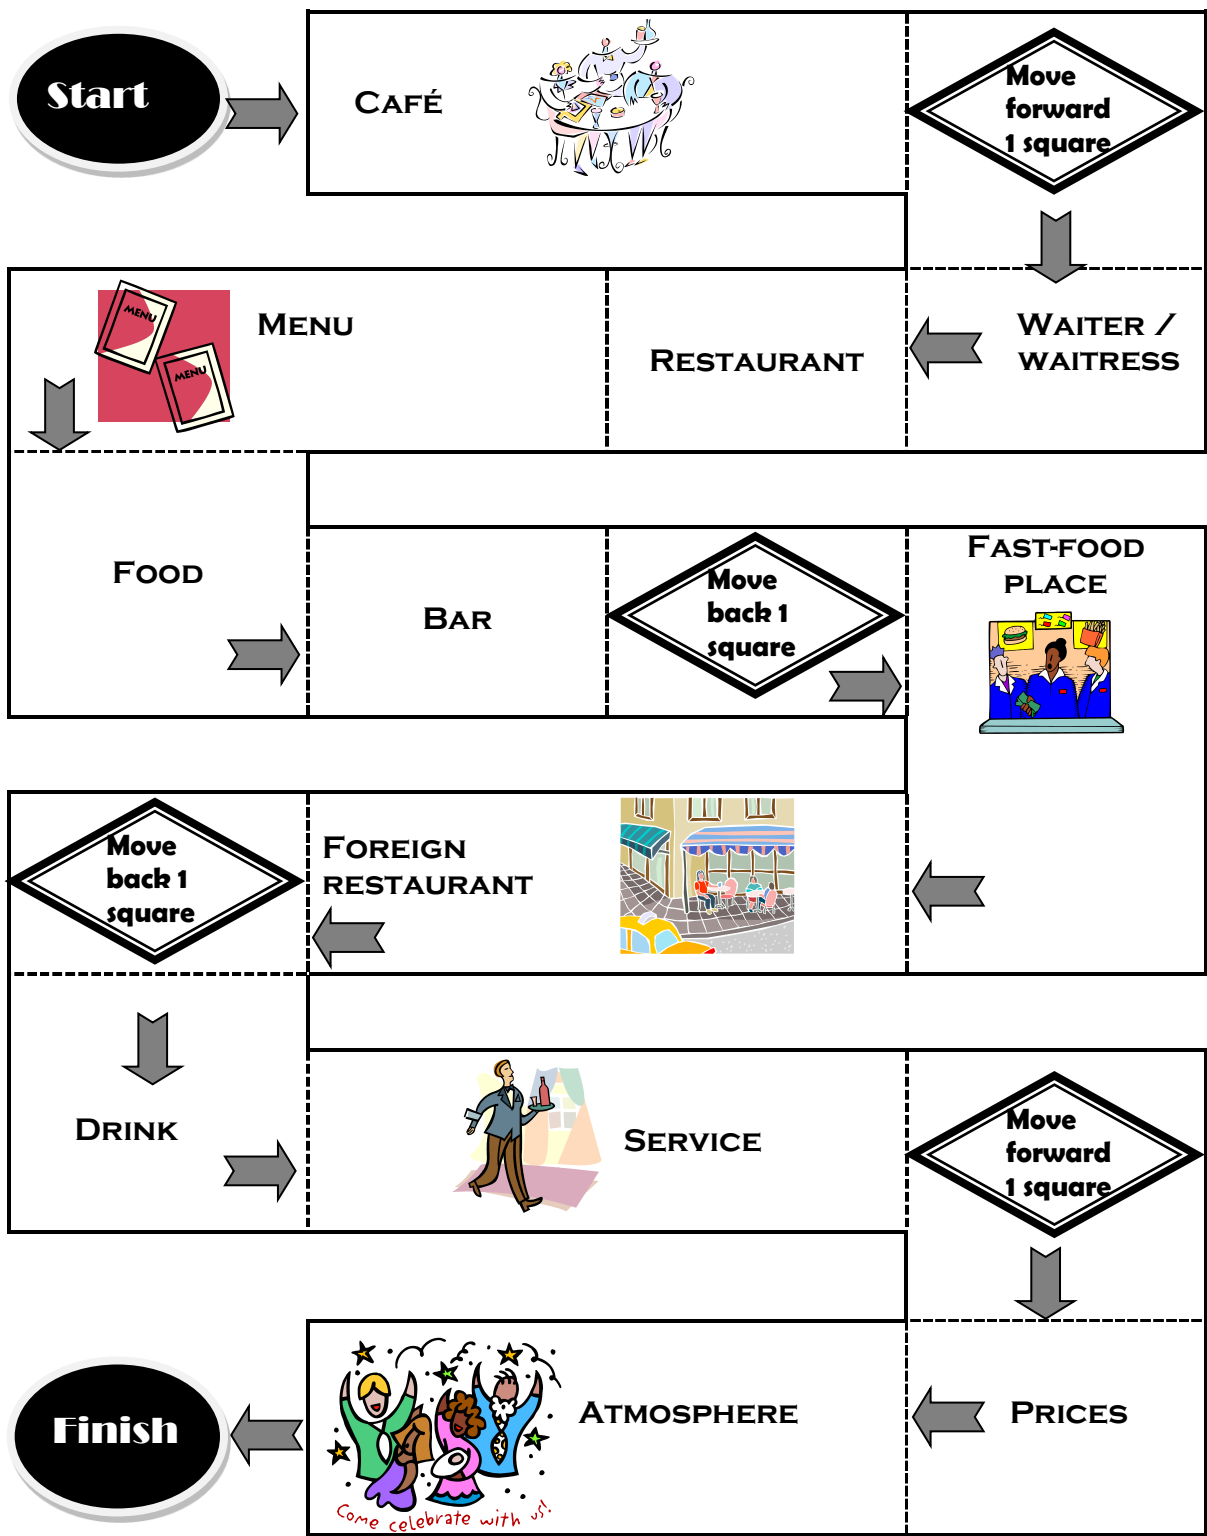 Start
CAFÉ
Move
forward
1 square
WAITER /
WAITRESS
RESTAURANT
MENU
MENU
MENU
FOOD
BAR
Move
back 1
square
FAST-FOOD
PLACE
FOREIGN
RESTAURANT
Move
back 1
square
DRINK
SERVICE
Move
forward
1 square
PRICES
ATMOSPHERE
Come celebrate with us!
Finish